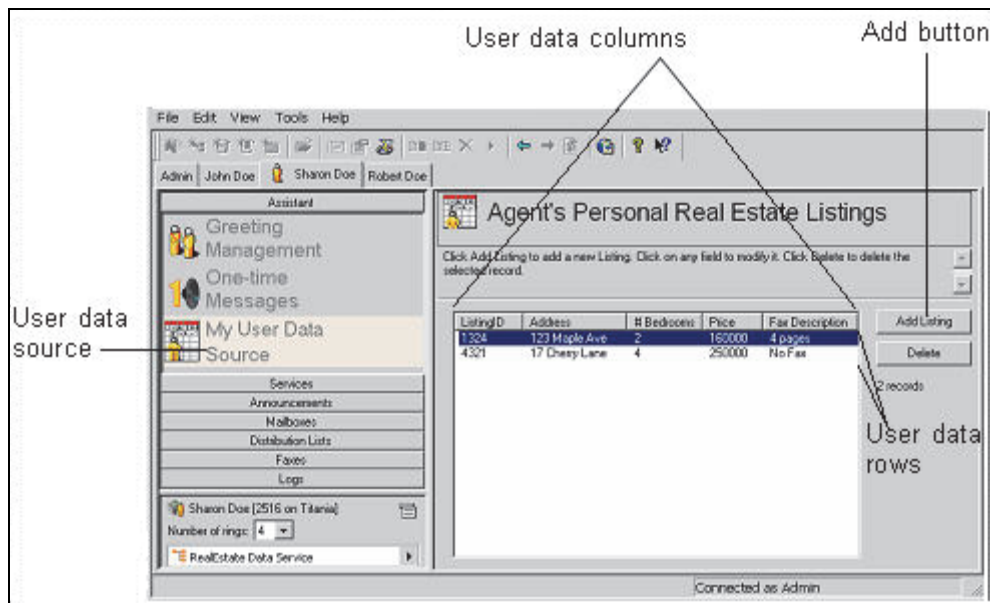 User data columns
Add button
File Edit View Tools Help
Admin John Doe Sharon Doe Robert Doe
Assistant
Greeting
Management
One-time
Messages
My User Data
Source
User data
source
Services
Announcements
Mailboxes
Distribution Lists
Faxes
Logs
Sharon Doe [2516 on Titania]
Number of rings: 4
RealEstate Data Service
Agent's Personal Real Estate Listings
Click Add Listing to add a new Listing. Click on any field to modify it. Click Delete to delete the
selected record.
ListingID Address # Bedrooms Price Fax Description
1324 123 Maple Ave 2 160000 4 pages
4321 17 Cherry Lane 4 250000 No Fax
Add Listing
Delete
2 records
User data
rows
Connected as Admin